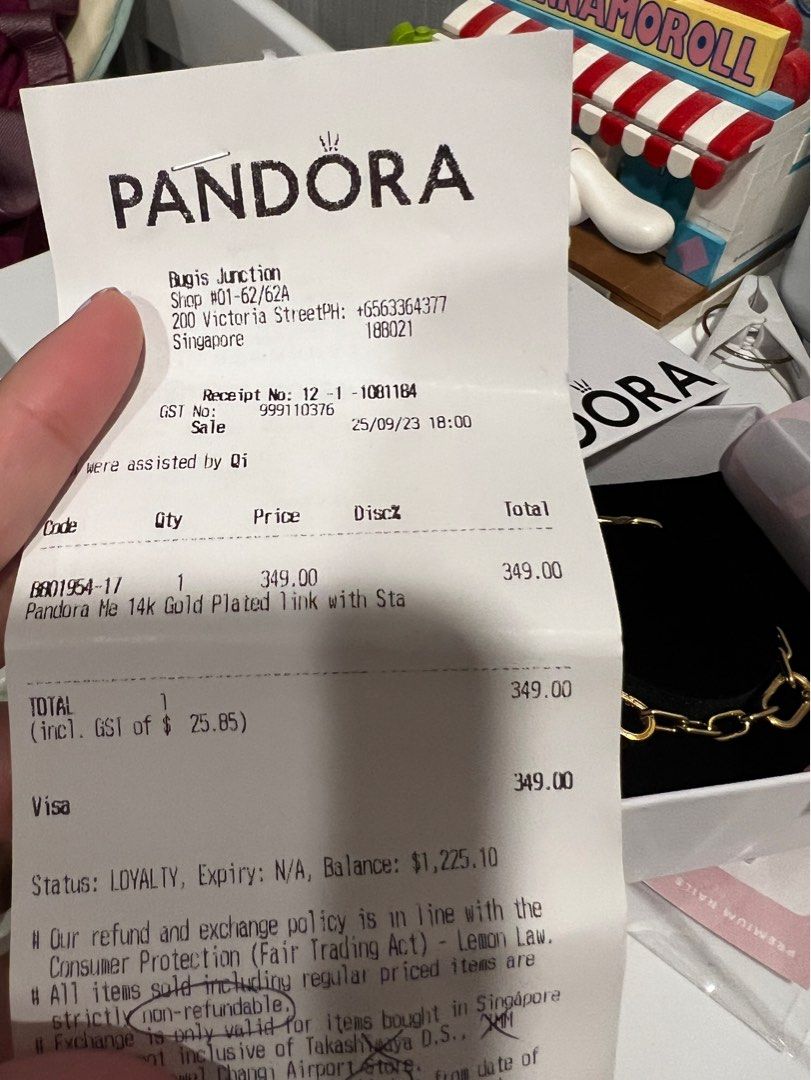 NAMOROLL
PANDORA
Bugis Junction
Shop #01-62/62A
200 Victoria StreetPH: +6563364377
Singapore 188021
Receipt No: 12 -1 -1081184
GST No: 999110376
Sale 25/09/23 18:00
were assisted by Qi
Code Qty Price Disc% Total
BB01954-17 1 349.00 349.00
Pandora Me 14k Gold Plated link with Sta
TOTAL 1 349.00
(incl. GST of $ 25.85)
Visa 349.00
Status: LOYALTY, Expiry: N/A, Balance: $1,225.10
# Our refund and exchange policy is in line with the
Consumer Protection (Fair Trading Act) - Lemon Law.
# All items sold including regular priced items are
strictly non-refundable.
# Exchange is only valid for items bought in Singapore
inclusive of Takashimaya D.S.,
Changi Airport Store.
from date of
DORA
PREMIUM NAILS